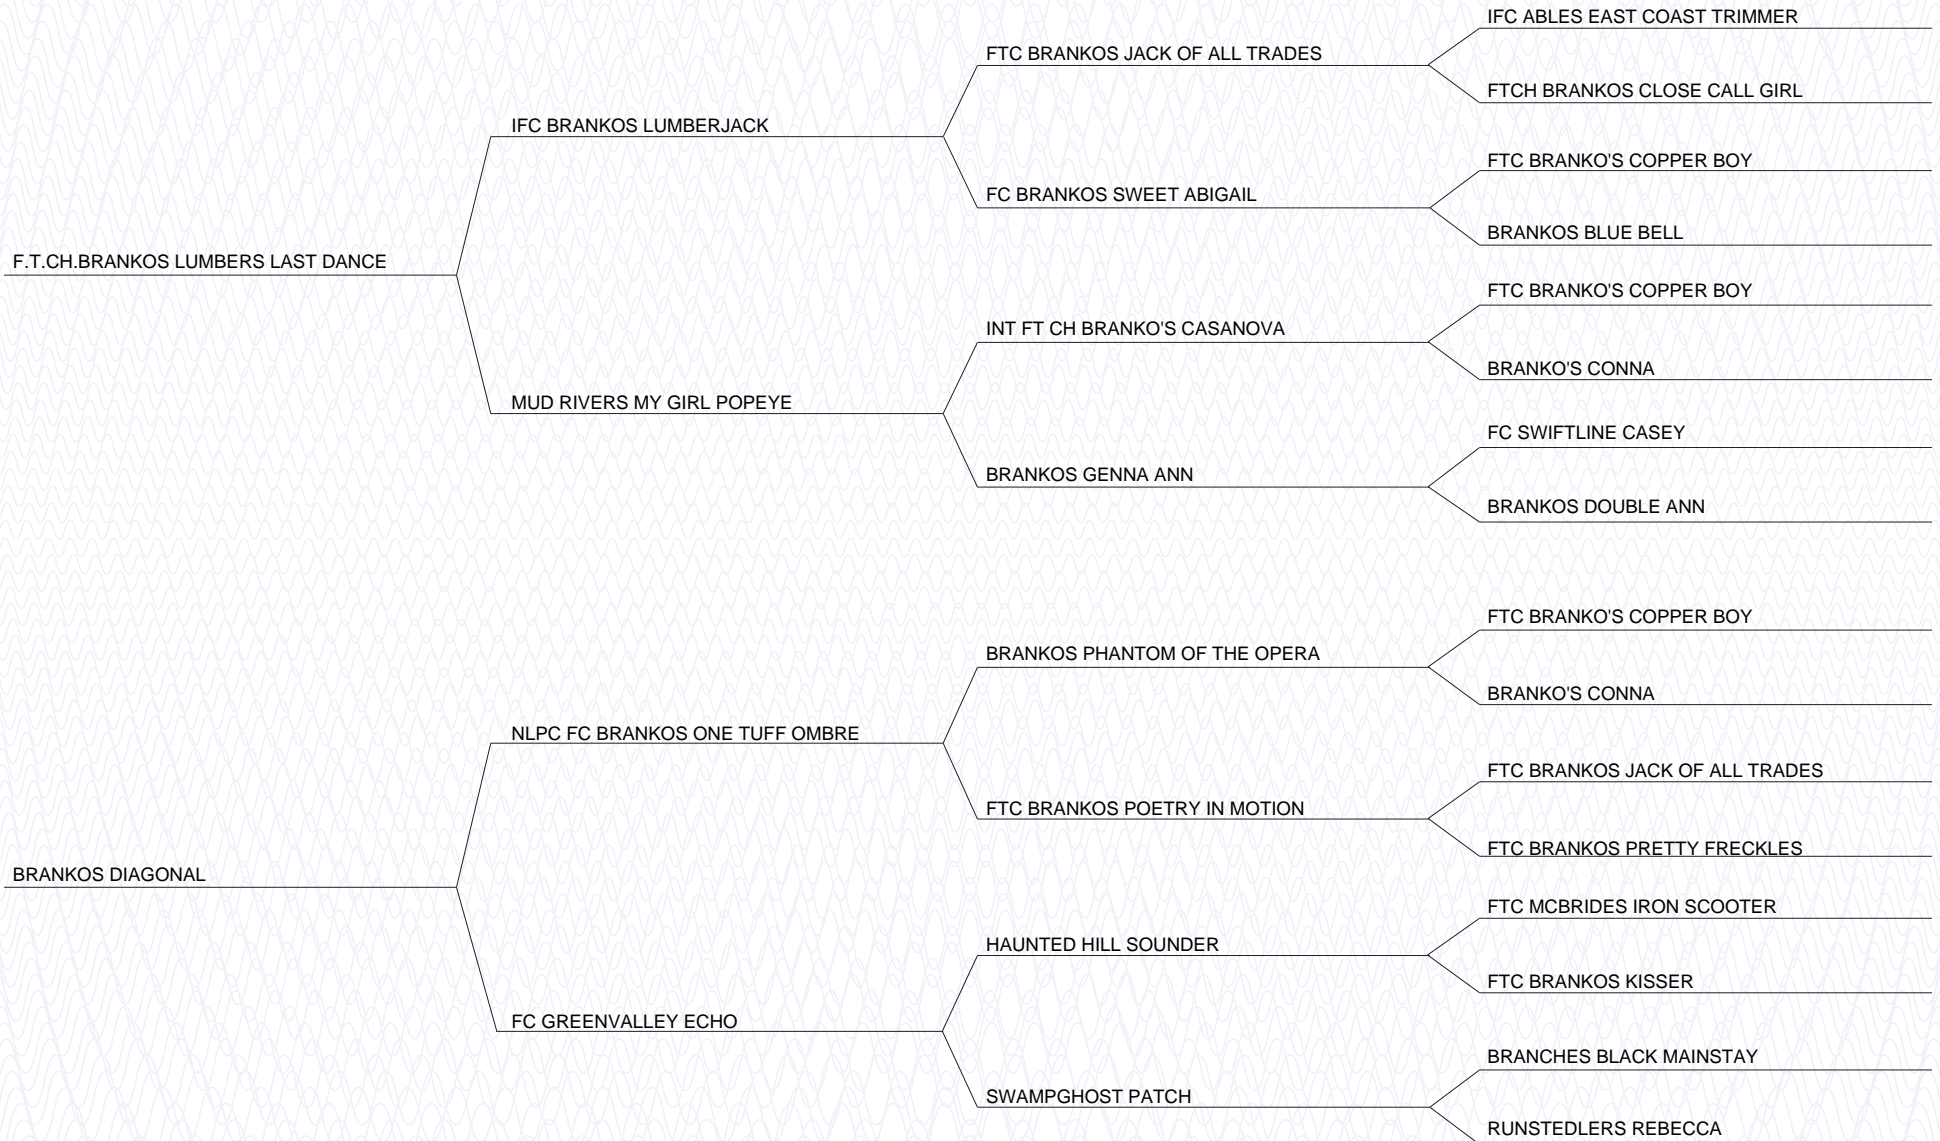 IFC ABLES EAST COAST TRIMMER
FTC BRANKOS JACK OF ALL TRADES
FTCH BRANKOS CLOSE CALL GIRL
IFC BRANKOS LUMBERJACK
FTC BRANKO'S COPPER BOY
FC BRANKOS SWEET ABIGAIL
BRANKOS BLUE BELL
F.T.CH.BRANKOS LUMBERS LAST DANCE
FTC BRANKO'S COPPER BOY
INT FT CH BRANKO'S CASANOVA
BRANKO'S CONNA
MUD RIVERS MY GIRL POPEYE
FC SWIFTLINE CASEY
BRANKOS GENNA ANN
BRANKOS DOUBLE ANN
FTC BRANKO'S COPPER BOY
BRANKOS PHANTOM OF THE OPERA
BRANKO'S CONNA
NLPC FC BRANKOS ONE TUFF OMBRE
FTC BRANKOS JACK OF ALL TRADES
FTC BRANKOS POETRY IN MOTION
FTC BRANKOS PRETTY FRECKLES
BRANKOS DIAGONAL
FTC MCBRIDES IRON SCOOTER
HAUNTED HILL SOUNDER
FTC BRANKOS KISSER
FC GREENVALLEY ECHO
BRANCHES BLACK MAINSTAY
SWAMPGHOST PATCH
RUNSTEDLERS REBECCA